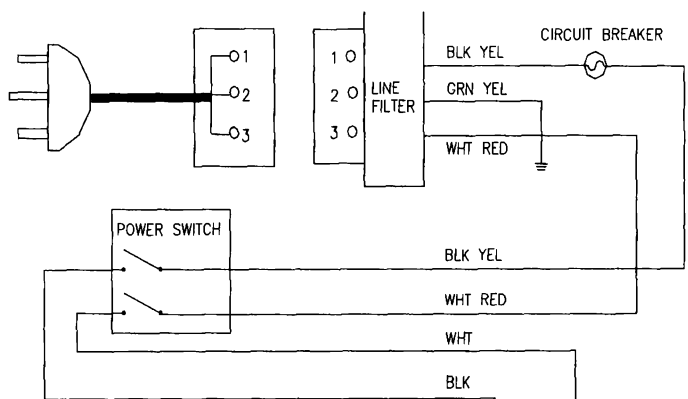 CIRCUIT BREAKER
1 1 BLK YEL
2 2 LINE FILTER GRN YEL
3 3 WHT RED
POWER SWITCH
BLK YEL
WHT RED
WHT
BLK